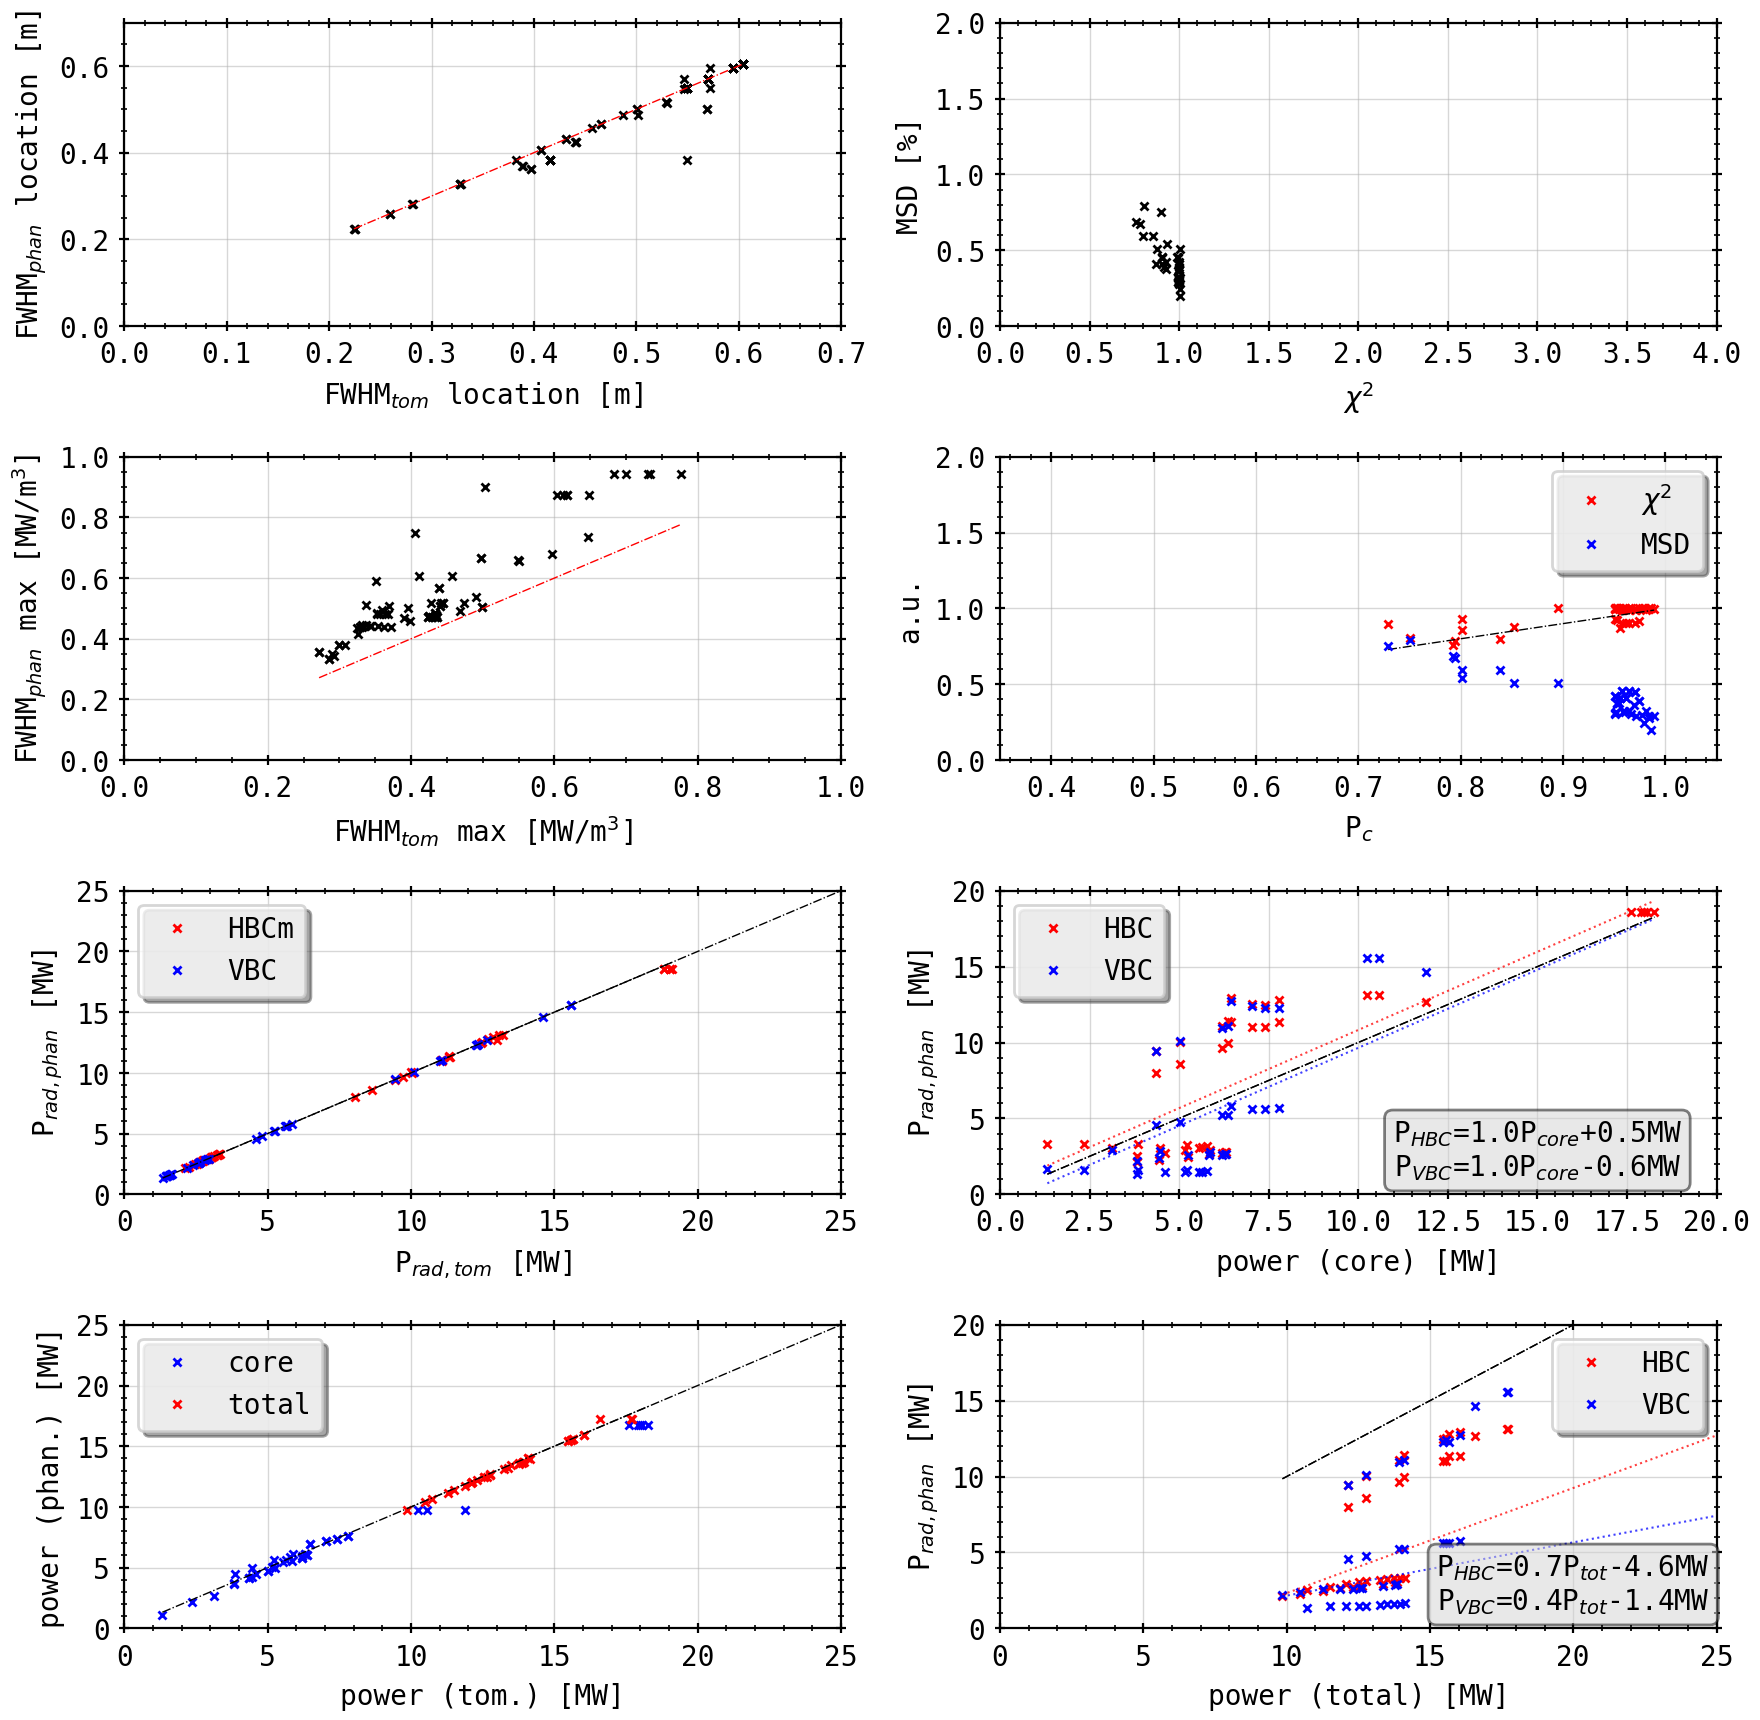 FWHM_phan location [m]
0.6
0.4
0.2
0.0
0.0 0.1 0.2 0.3 0.4 0.5 0.6 0.7
FWHM_tom location [m]
MSD [%]
2.0
1.5
1.0
0.5
0.0
0.0 0.5 1.0 1.5 2.0 2.5 3.0 3.5 4.0
χ²
FWHM_phan max [MW/m³]
1.0
0.8
0.6
0.4
0.2
0.0
0.0 0.2 0.4 0.6 0.8 1.0
FWHM_tom max [MW/m³]
a.u.
2.0
1.5
1.0
0.5
0.0
χ²
MSD
0.4 0.5 0.6 0.7 0.8 0.9 1.0
P_c
P_rad,phan [MW]
25
20
15
10
5
0
HBCm
VBC
0 5 10 15 20 25
P_rad,tom [MW]
P_rad,phan [MW]
20
15
10
5
0
HBC
VBC
P_HBC=1.0P_core+0.5MW
P_VBC=1.0P_core-0.6MW
0.0 2.5 5.0 7.5 10.0 12.5 15.0 17.5 20.0
power (core) [MW]
power (phan.) [MW]
25
20
15
10
5
0
core
total
0 5 10 15 20 25
power (tom.) [MW]
P_rad,phan [MW]
20
15
10
5
0
HBC
VBC
P_HBC=0.7P_tot-4.6MW
P_VBC=0.4P_tot-1.4MW
0 5 10 15 20 25
power (total) [MW]